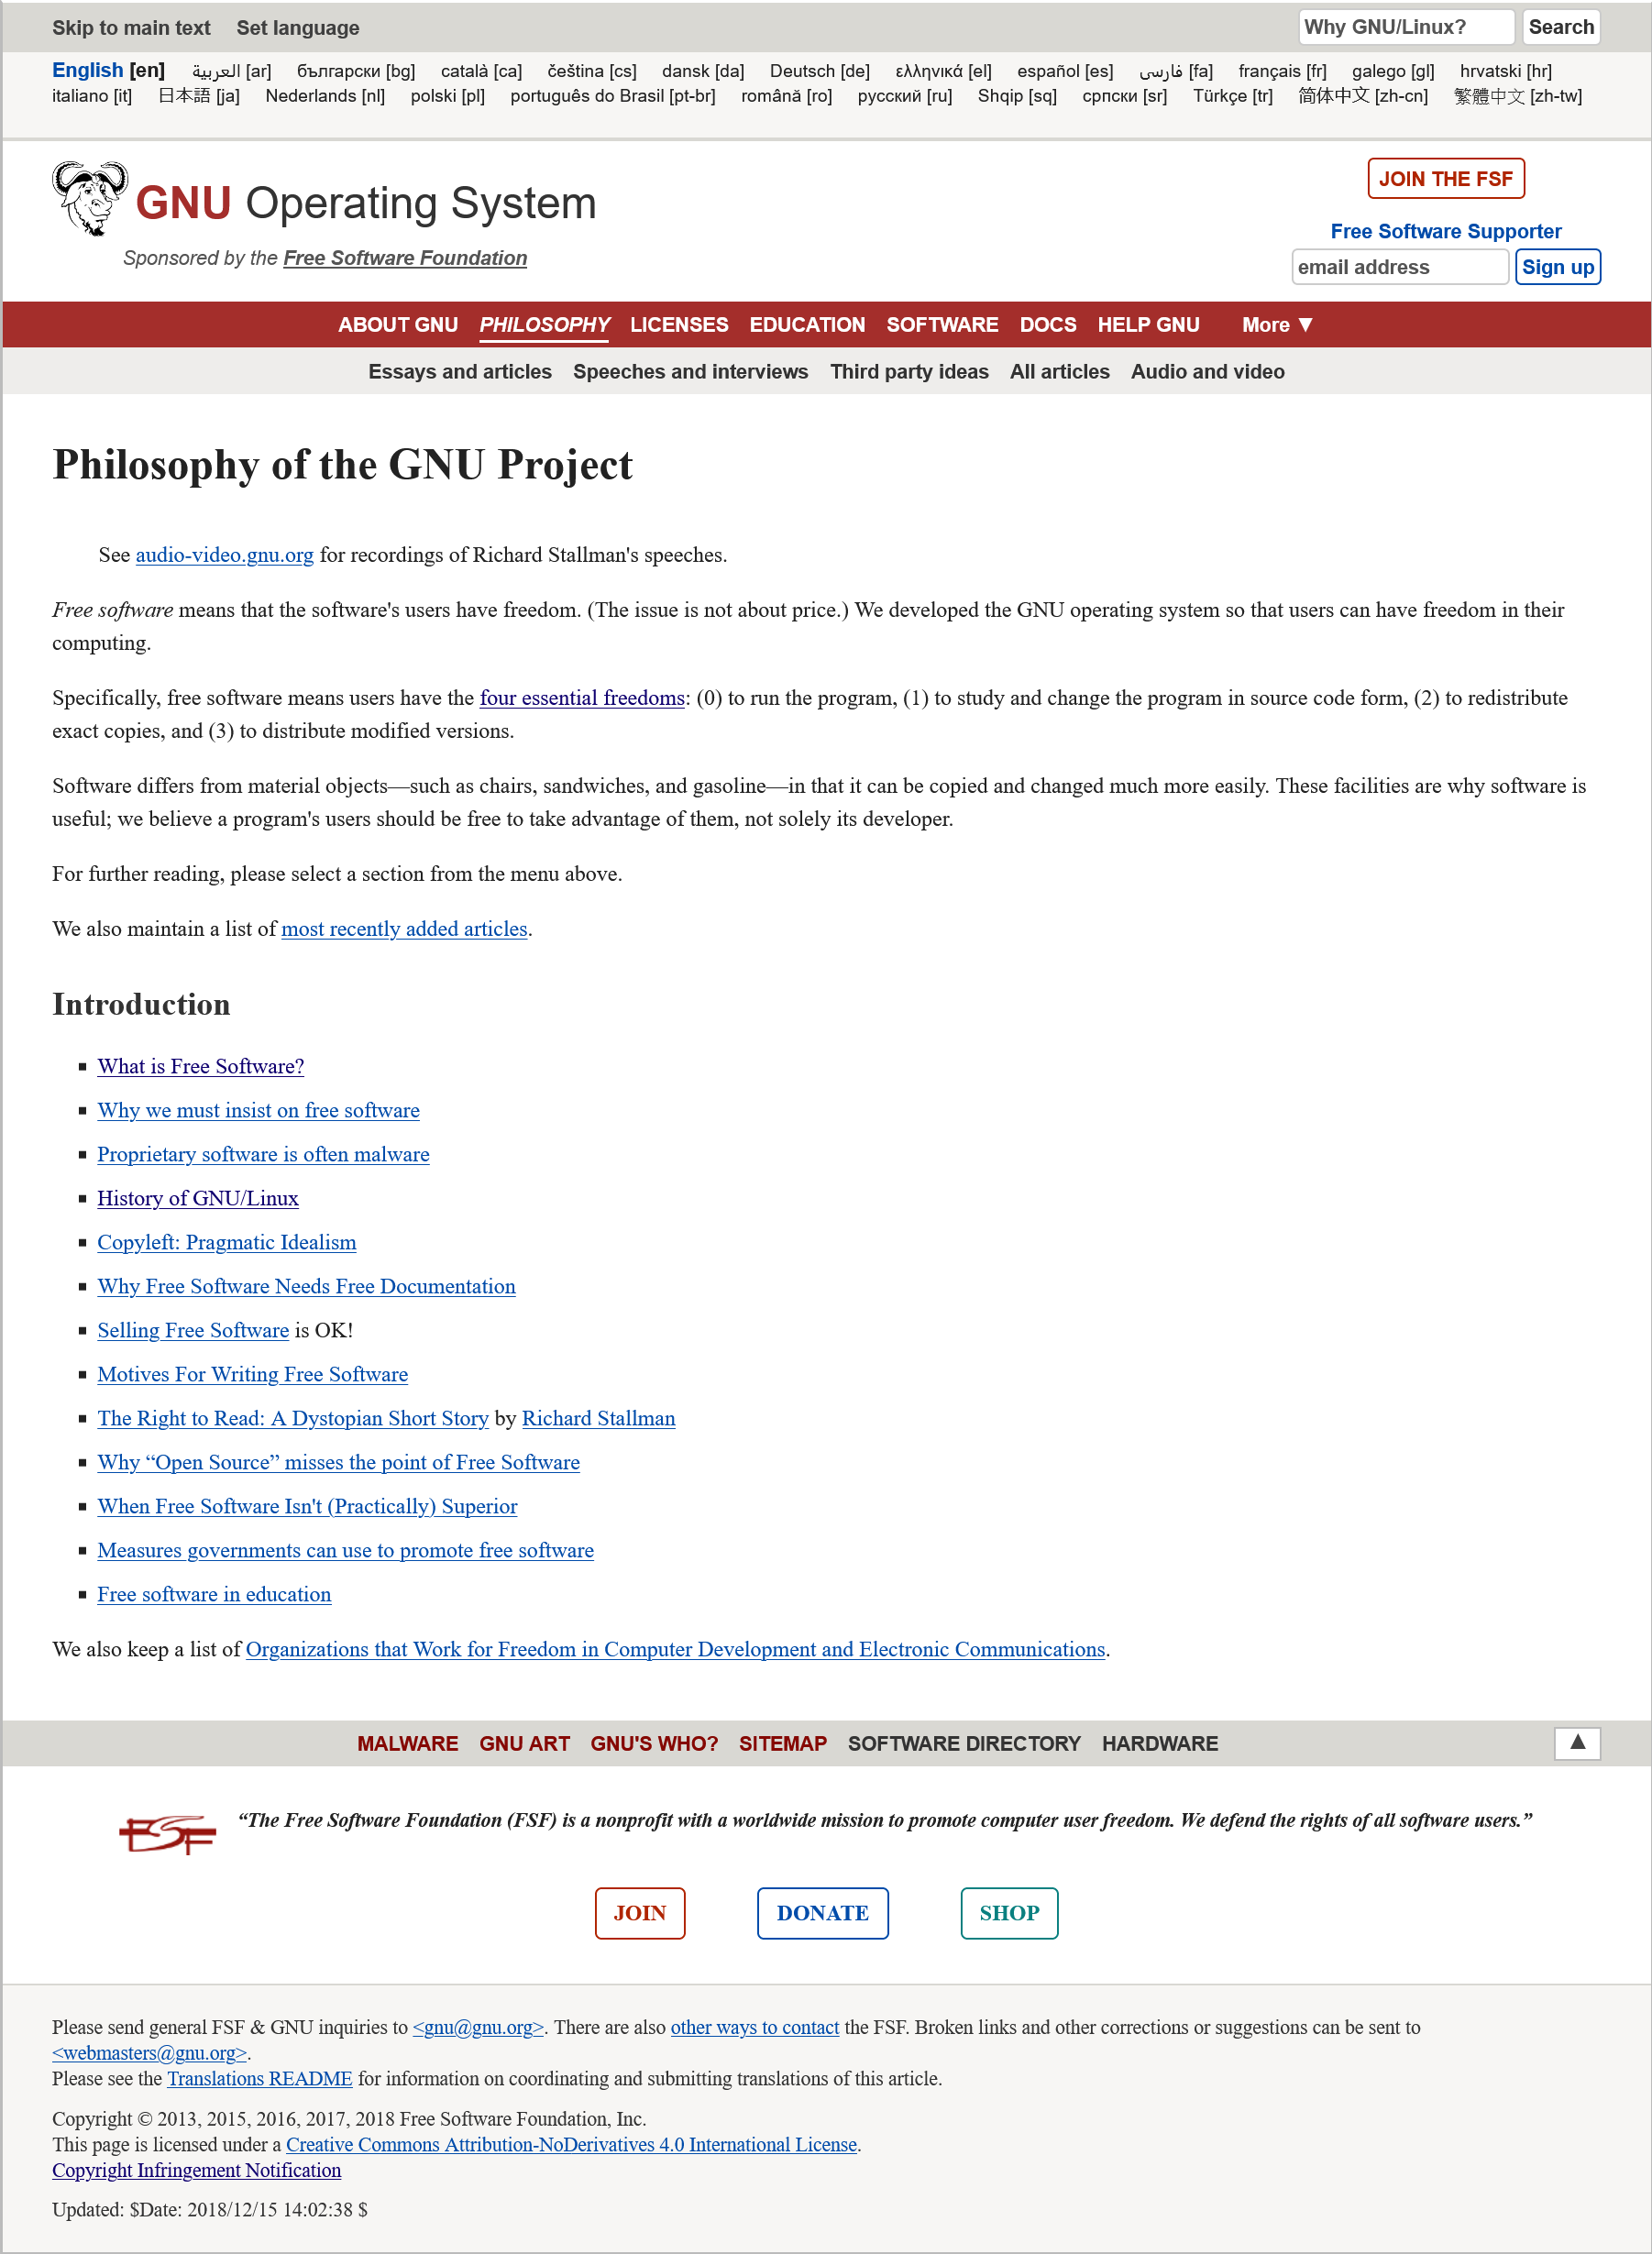 Skip to main text Set language Why GNU/Linux? Search
English [en] العربية [ar] български [bg] català [ca] čeština [cs] dansk [da] Deutsch [de] ελληνικά [el] español [es] فارسی [fa] français [fr] galego [gl] hrvatski [hr]
italiano [it] 日本語 [ja] Nederlands [nl] polski [pl] português do Brasil [pt-br] română [ro] русский [ru] Shqip [sq] српски [sr] Türkçe [tr] 简体中文 [zh-cn] 繁體中文 [zh-tw]
GNU Operating System
Sponsored by the Free Software Foundation
JOIN THE FSF
Free Software Supporter
email address Sign up
ABOUT GNU PHILOSOPHY LICENSES EDUCATION SOFTWARE DOCS HELP GNU More ▼
Essays and articles Speeches and interviews Third party ideas All articles Audio and video
Philosophy of the GNU Project
See audio-video.gnu.org for recordings of Richard Stallman's speeches.
Free software means that the software's users have freedom. (The issue is not about price.) We developed the GNU operating system so that users can have freedom in their
computing.
Specifically, free software means users have the four essential freedoms: (0) to run the program, (1) to study and change the program in source code form, (2) to redistribute
exact copies, and (3) to distribute modified versions.
Software differs from material objects—such as chairs, sandwiches, and gasoline—in that it can be copied and changed much more easily. These facilities are why software is
useful; we believe a program's users should be free to take advantage of them, not solely its developer.
For further reading, please select a section from the menu above.
We also maintain a list of most recently added articles.
Introduction
▪ What is Free Software?
▪ Why we must insist on free software
▪ Proprietary software is often malware
▪ History of GNU/Linux
▪ Copyleft: Pragmatic Idealism
▪ Why Free Software Needs Free Documentation
▪ Selling Free Software is OK!
▪ Motives For Writing Free Software
▪ The Right to Read: A Dystopian Short Story by Richard Stallman
▪ Why “Open Source” misses the point of Free Software
▪ When Free Software Isn't (Practically) Superior
▪ Measures governments can use to promote free software
▪ Free software in education
We also keep a list of Organizations that Work for Freedom in Computer Development and Electronic Communications.
MALWARE GNU ART GNU'S WHO? SITEMAP SOFTWARE DIRECTORY HARDWARE ▲
FSF “The Free Software Foundation (FSF) is a nonprofit with a worldwide mission to promote computer user freedom. We defend the rights of all software users.”
JOIN DONATE SHOP
Please send general FSF & GNU inquiries to <gnu@gnu.org>. There are also other ways to contact the FSF. Broken links and other corrections or suggestions can be sent to
<webmasters@gnu.org>.
Please see the Translations README for information on coordinating and submitting translations of this article.
Copyright © 2013, 2015, 2016, 2017, 2018 Free Software Foundation, Inc.
This page is licensed under a Creative Commons Attribution-NoDerivatives 4.0 International License.
Copyright Infringement Notification
Updated: $Date: 2018/12/15 14:02:38 $